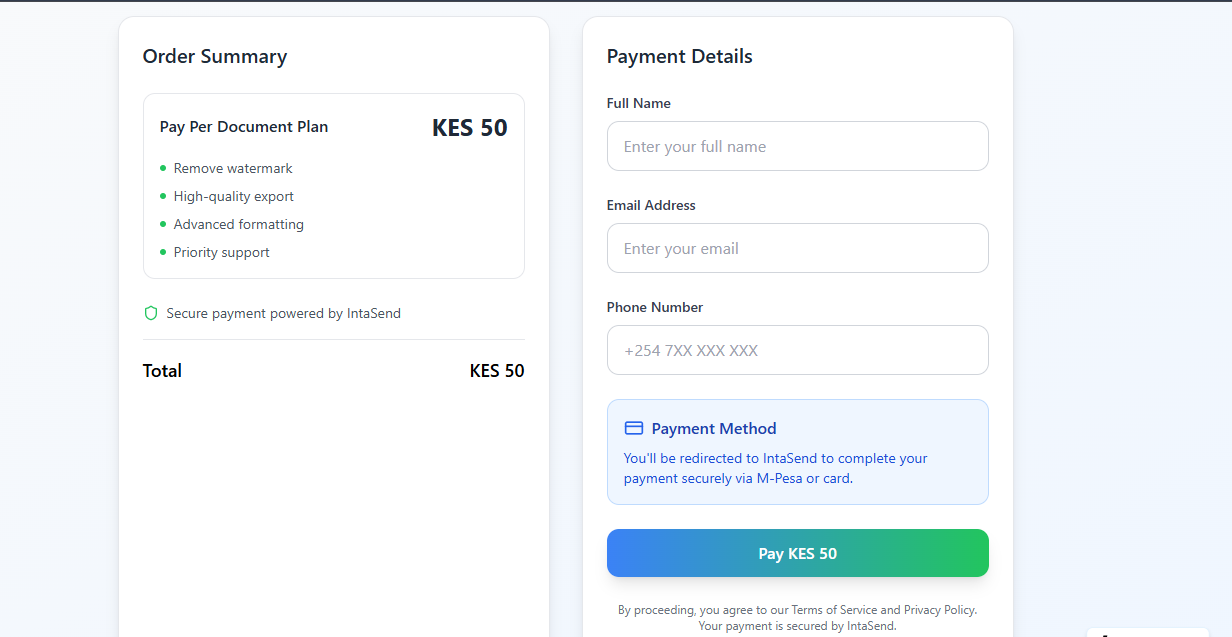 Order Summary
Pay Per Document Plan
KES 50
Remove watermark
High-quality export
Advanced formatting
Priority support
Secure payment powered by IntaSend
Total
KES 50
Payment Details
Full Name
Enter your full name
Email Address
Enter your email
Phone Number
+254 7XX XXX XXX
Payment Method
You'll be redirected to IntaSend to complete your
payment securely via M-Pesa or card.
Pay KES 50
By proceeding, you agree to our Terms of Service and Privacy Policy.
Your payment is secured by IntaSend.